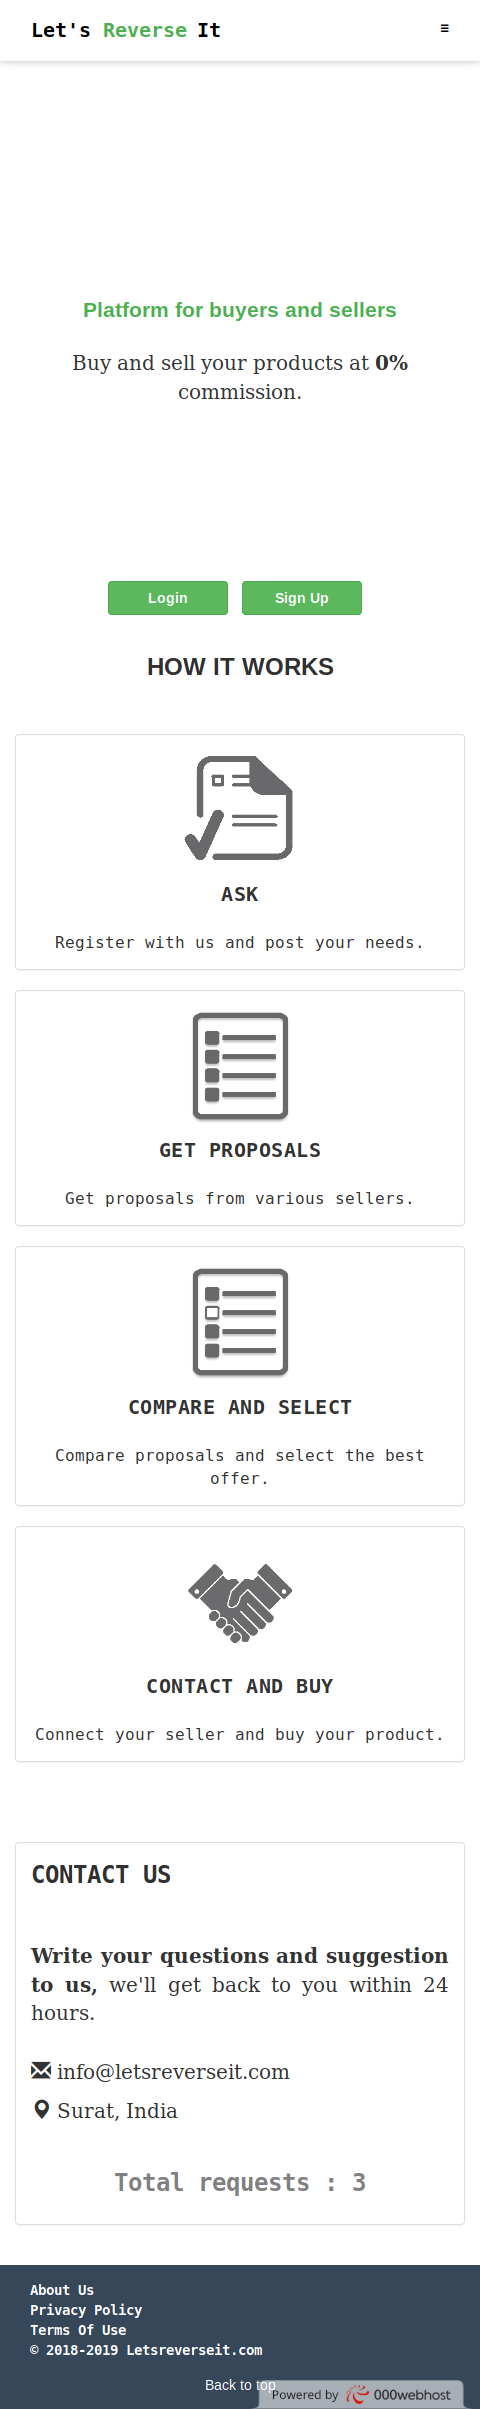 Let's Reverse It ≡
Platform for buyers and sellers
Buy and sell your products at 0%
commission.
Login Sign Up
HOW IT WORKS
ASK
Register with us and post your needs.
GET PROPOSALS
Get proposals from various sellers.
COMPARE AND SELECT
Compare proposals and select the best
offer.
CONTACT AND BUY
Connect your seller and buy your product.
CONTACT US
Write your questions and suggestion
to us, we'll get back to you within 24
hours.
info@letsreverseit.com
Surat, India
Total requests : 3
About Us
Privacy Policy
Terms Of Use
© 2018-2019 Letsreverseit.com
Back to top
Powered by 000webhost